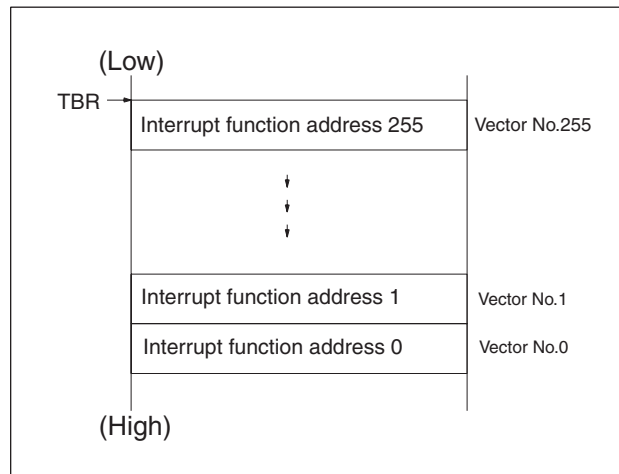 (Low)
TBR
Interrupt function address 255 Vector No.255
Interrupt function address 1 Vector No.1
Interrupt function address 0 Vector No.0
(High)